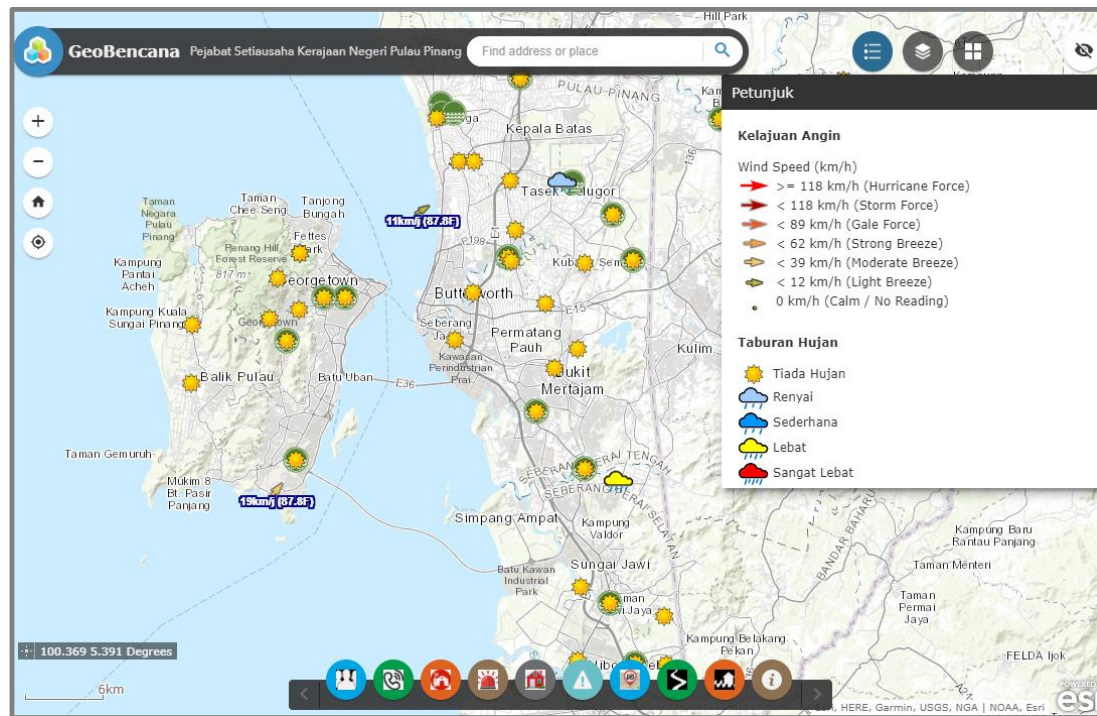 Hill Park
GeoBencana Pejabat Setiausaha Kerajaan Negeri Pulau Pinang
Find address or place
Petunjuk
Kelajuan Angin
Wind Speed (km/h)
>= 118 km/h (Hurricane Force)
< 118 km/h (Storm Force)
< 89 km/h (Gale Force)
< 62 km/h (Strong Breeze)
< 39 km/h (Moderate Breeze)
< 12 km/h (Light Breeze)
0 km/h (Calm / No Reading)
Taburan Hujan
Tiada Hujan
Renyai
Sederhana
Lebat
Sangat Lebat
PULAU PINANG
Kepala Batas
136
Taman
Negara
Pulau
Pinang
Taman
Chee Seng
Tanjong
Bungah
Fettes
Park
11km/j (87.8F)
P198
E1
Penang Hill
Forest Reserve
817 m
Kampung
Pantai
Acheh
Georgetown
Butterworth
E15
Kampung Kuala
Sungai Pinang
Seberang
Permatang
Pauh
Kulim
Kawasan
Perindustrian
Prai
Balik Pulau
Batu Uban
E36
Bukit
Mertajam
Taman Gemuruh
Mukim 8
Bt. Pasir
Panjang
19km/j (87.8F)
SEBERANG PERAI TENGAH
SEBERANG PERAI SELATAN
Simpang Ampat
Kampung
Valdor
BANDAR BAHARU
Kampung Baru
Rantau Panjang
Sungai Jawi
Batu Kawan
Industrial
Park
Taman Menteri
Taman
Permai
Jaya
Kampung Belakang
Pekan
FELDA Ijok
100.369 5.391 Degrees
6km
Esri, HERE, Garmin, USGS, NGA | NOAA, Esri
POWERED
esri